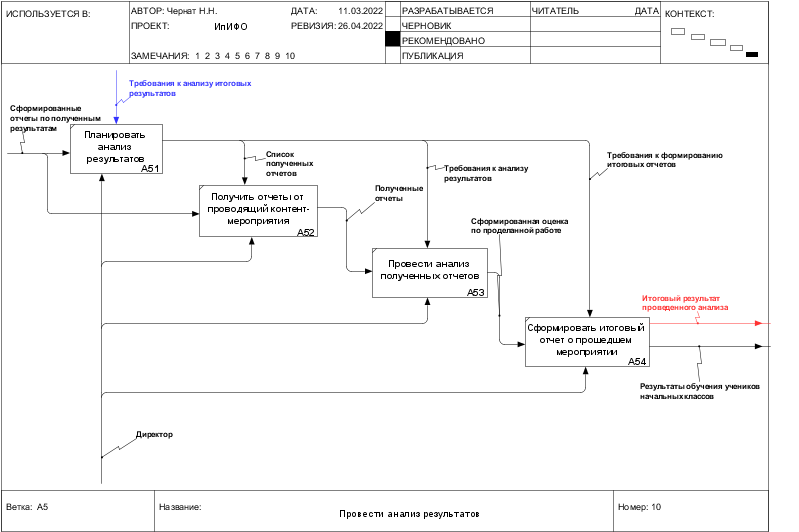 ИСПОЛЬЗУЕТСЯ В:
АВТОР: Чернат Н.Н.
ДАТА: 11.03.2022
ПРОЕКТ: ИпИФО
РЕВИЗИЯ: 26.04.2022
ЗАМЕЧАНИЯ: 1 2 3 4 5 6 7 8 9 10
РАЗРАБАТЫВАЕТСЯ
ЧЕРНОВИК
РЕКОМЕНДОВАНО
ПУБЛИКАЦИЯ
ЧИТАТЕЛЬ
ДАТА
КОНТЕКСТ:
Требования к анализу итоговых
результатов
Сформированные
отчеты по полученным
результатам
Планировать
анализ
результатов
A51
Список
полученных
отчетов
Требования к анализу
результатов
Требования к формированию
итоговых отчетов
Получить отчеты от
проводящий контент-
мероприятия
A52
Полученные
отчеты
Сформированная оценка
по проделанной работе
Провести анализ
полученных отчетов
A53
Итоговый результат
проведенного анализа
Сформировать итоговый
отчет о прошедшем
мероприятии
A54
Результаты обучения учеников
начальных классов
Директор
Ветка: A5
Название:
Провести анализ результатов
Номер: 10